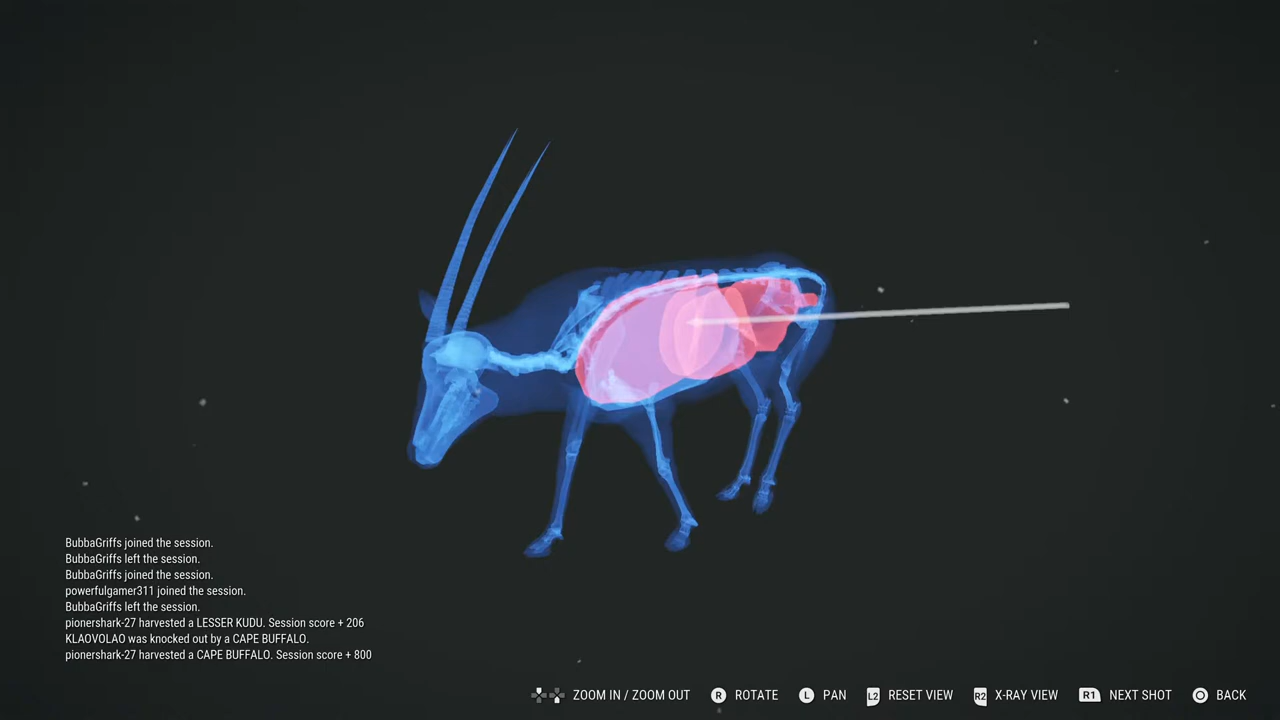 BubbaGriffs joined the session.
BubbaGriffs left the session.
BubbaGriffs joined the session.
powerfulgamer311 joined the session.
BubbaGriffs left the session.
pionershark-27 harvested a LESSER KUDU. Session score + 206
KLAOVOLAO was knocked out by a CAPE BUFFALO.
pionershark-27 harvested a CAPE BUFFALO. Session score + 800
ZOOM IN / ZOOM OUT R ROTATE L PAN L2 RESET VIEW R2 X-RAY VIEW R1 NEXT SHOT BACK